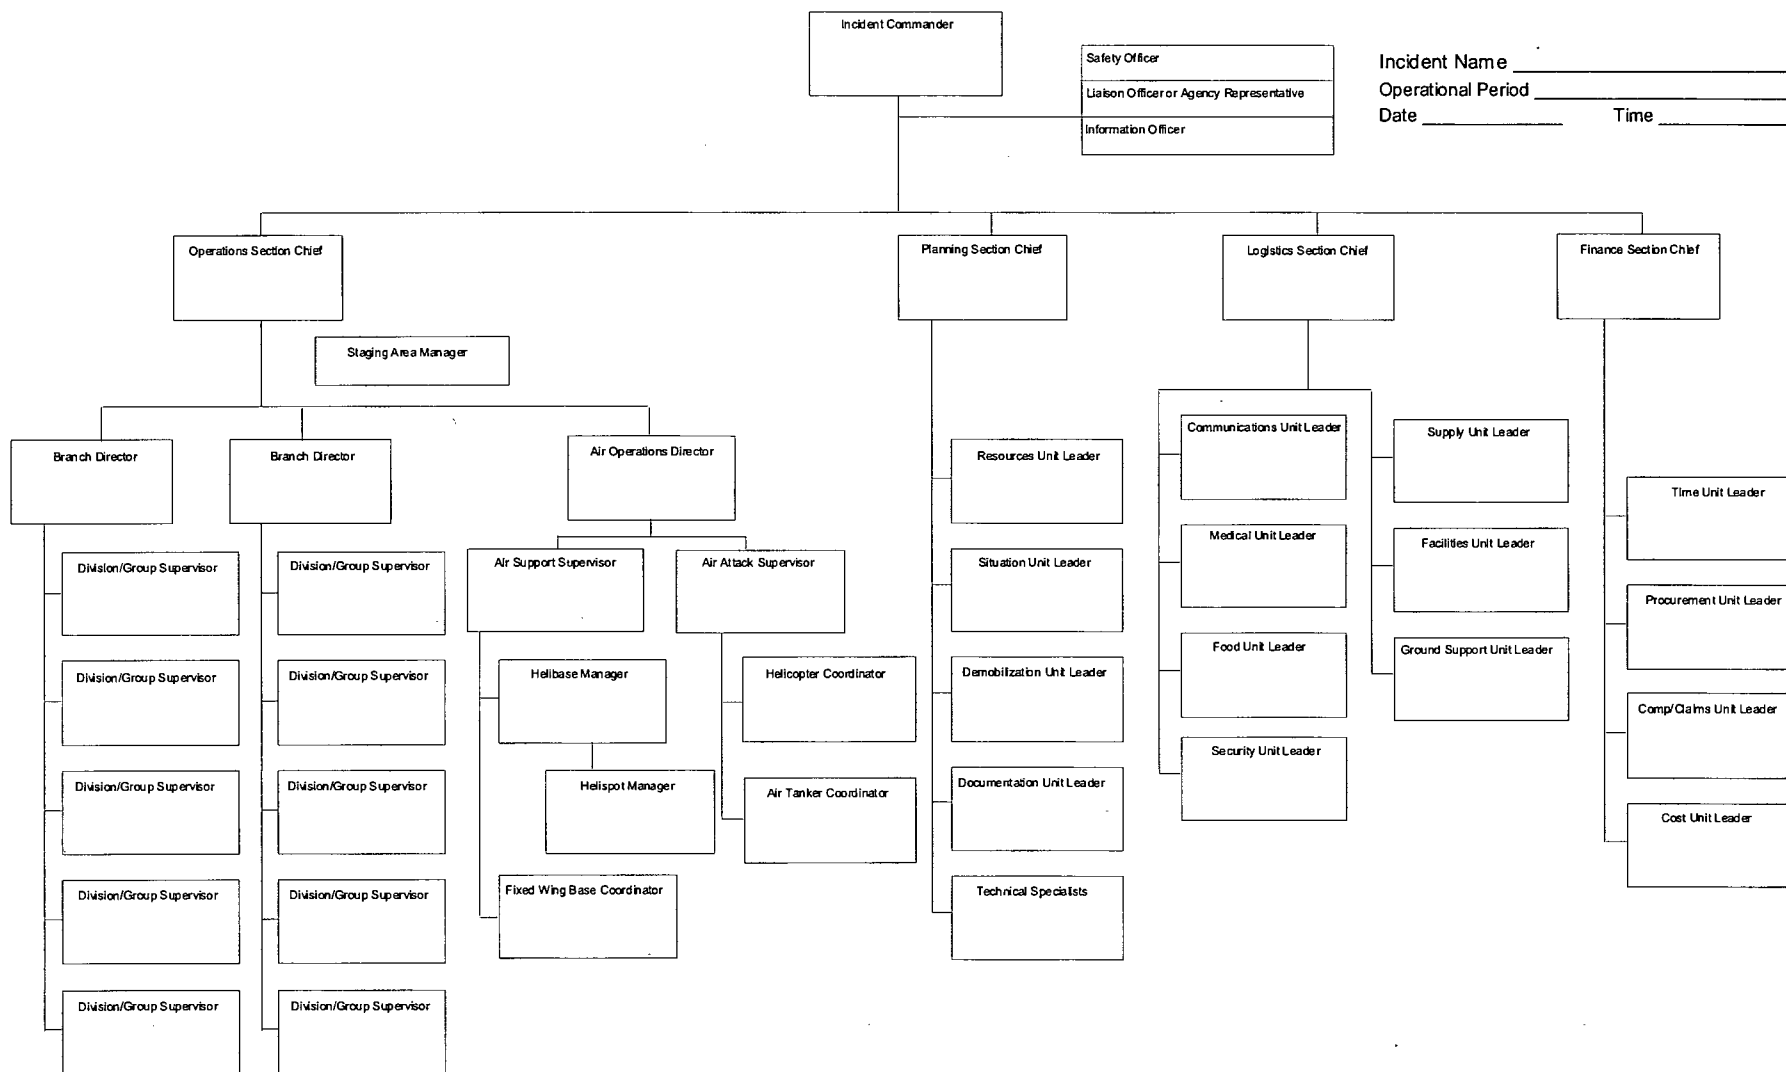 Incident Commander
Safety Officer
Liaison Officer or Agency Representative
Information Officer
Incident Name
Operational Period
Date Time
Operations Section Chief
Planning Section Chief
Logistics Section Chief
Finance Section Chief
Staging Area Manager
Branch Director
Branch Director
Air Operations Director
Division/Group Supervisor
Division/Group Supervisor
Division/Group Supervisor
Division/Group Supervisor
Division/Group Supervisor
Division/Group Supervisor
Division/Group Supervisor
Division/Group Supervisor
Division/Group Supervisor
Division/Group Supervisor
Air Support Supervisor
Air Attack Supervisor
Helibase Manager
Helispot Manager
Fixed Wing Base Coordinator
Helicopter Coordinator
Air Tanker Coordinator
Resources Unit Leader
Situation Unit Leader
Demobilization Unit Leader
Documentation Unit Leader
Technical Specialists
Communications Unit Leader
Medical Unit Leader
Food Unit Leader
Security Unit Leader
Supply Unit Leader
Facilities Unit Leader
Ground Support Unit Leader
Time Unit Leader
Procurement Unit Leader
Comp/Claims Unit Leader
Cost Unit Leader